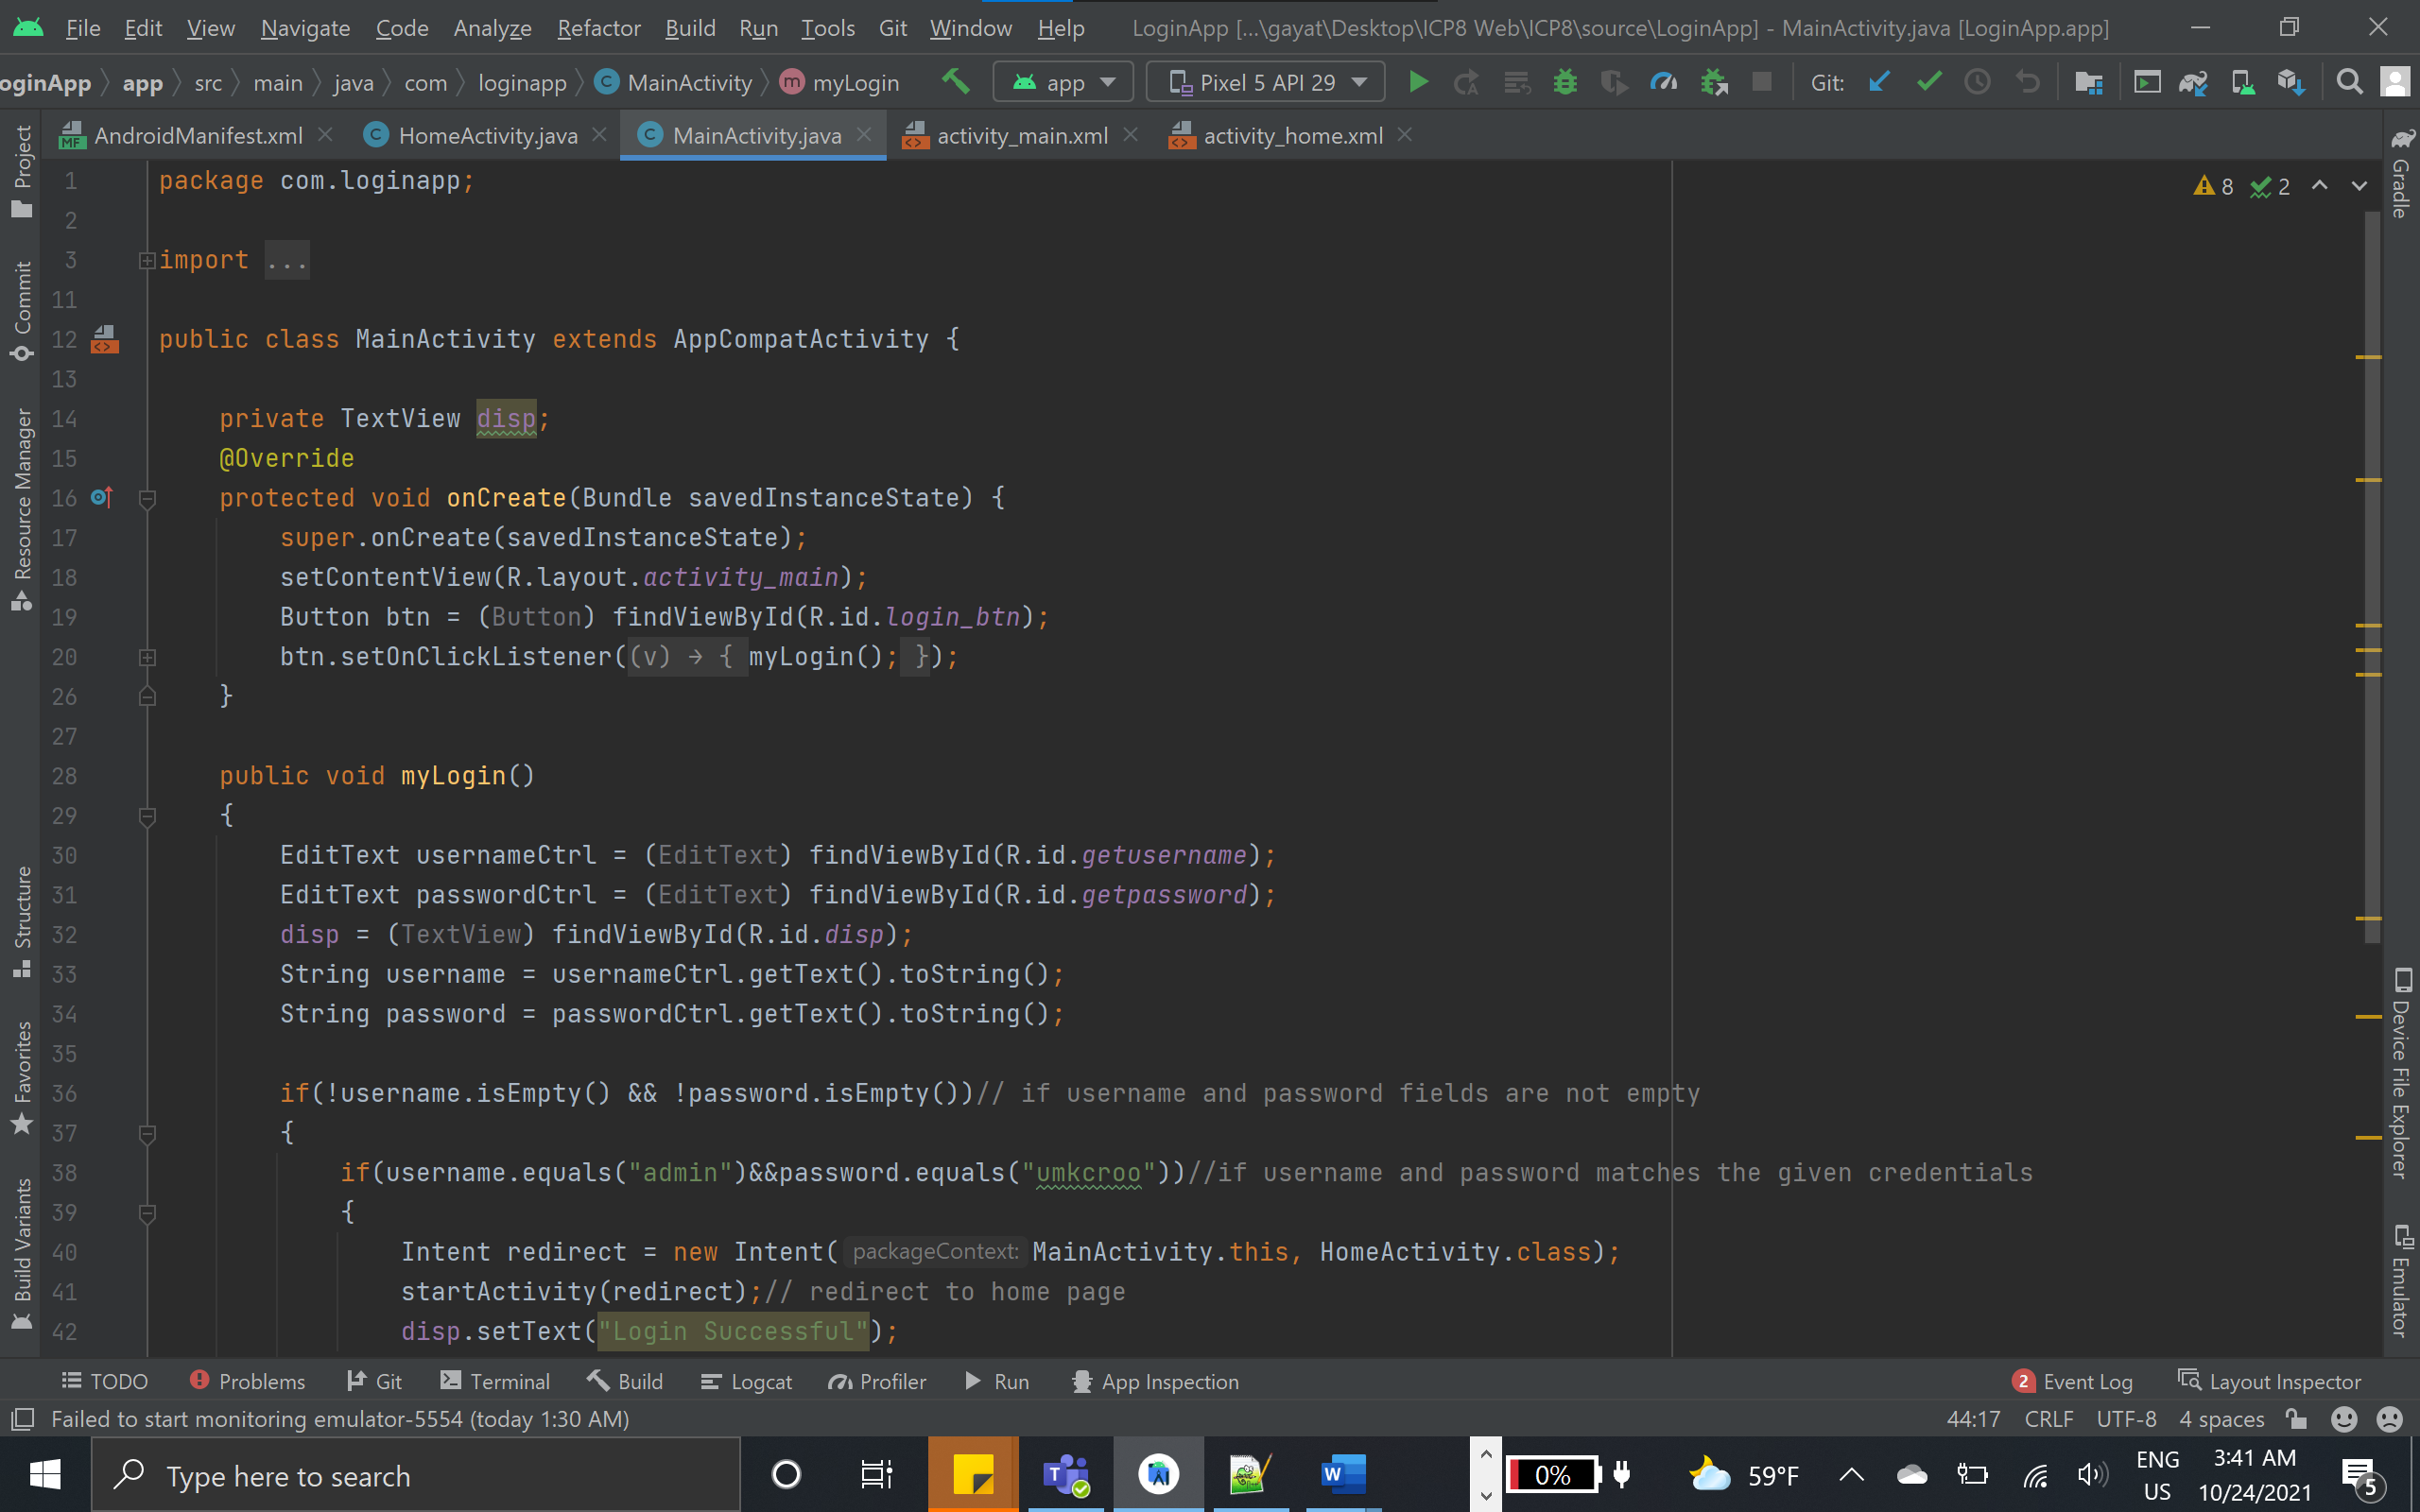 File Edit View Navigate Code Analyze Refactor Build Run Tools Git Window Help LoginApp [...\gayat\Desktop\ICP8 Web\ICP8\source\LoginApp] - MainActivity.java [LoginApp.app]
oginApp app src main java com loginapp C MainActivity m myLogin app Pixel 5 API 29 Git:
AndroidManifest.xml HomeActivity.java MainActivity.java activity_main.xml activity_home.xml
8 2
1 package com.loginapp;
2
3 import ...
11
12 public class MainActivity extends AppCompatActivity {
13
14 private TextView disp;
15 @Override
16 protected void onCreate(Bundle savedInstanceState) {
17 super.onCreate(savedInstanceState);
18 setContentView(R.layout.activity_main);
19 Button btn = (Button) findViewById(R.id.login_btn);
20 btn.setOnClickListener((v) → { myLogin(); });
26 }
27
28 public void myLogin()
29 {
30 EditText usernameCtrl = (EditText) findViewById(R.id.getusername);
31 EditText passwordCtrl = (EditText) findViewById(R.id.getpassword);
32 disp = (TextView) findViewById(R.id.disp);
33 String username = usernameCtrl.getText().toString();
34 String password = passwordCtrl.getText().toString();
35
36 if(!username.isEmpty() && !password.isEmpty())// if username and password fields are not empty
37 {
38 if(username.equals("admin")&&password.equals("umkcroo"))//if username and password matches the given credentials
39 {
40 Intent redirect = new Intent( packageContext: MainActivity.this, HomeActivity.class);
41 startActivity(redirect);// redirect to home page
42 disp.setText("Login Successful");
Project
Commit
Resource Manager
Structure
Favorites
Build Variants
Gradle
Device File Explorer
Emulator
TODO Problems Git Terminal Build Logcat Profiler Run App Inspection 2 Event Log Layout Inspector
Failed to start monitoring emulator-5554 (today 1:30 AM) 44:17 CRLF UTF-8 4 spaces
Type here to search 0% 59°F ENG US 3:41 AM 10/24/2021 5